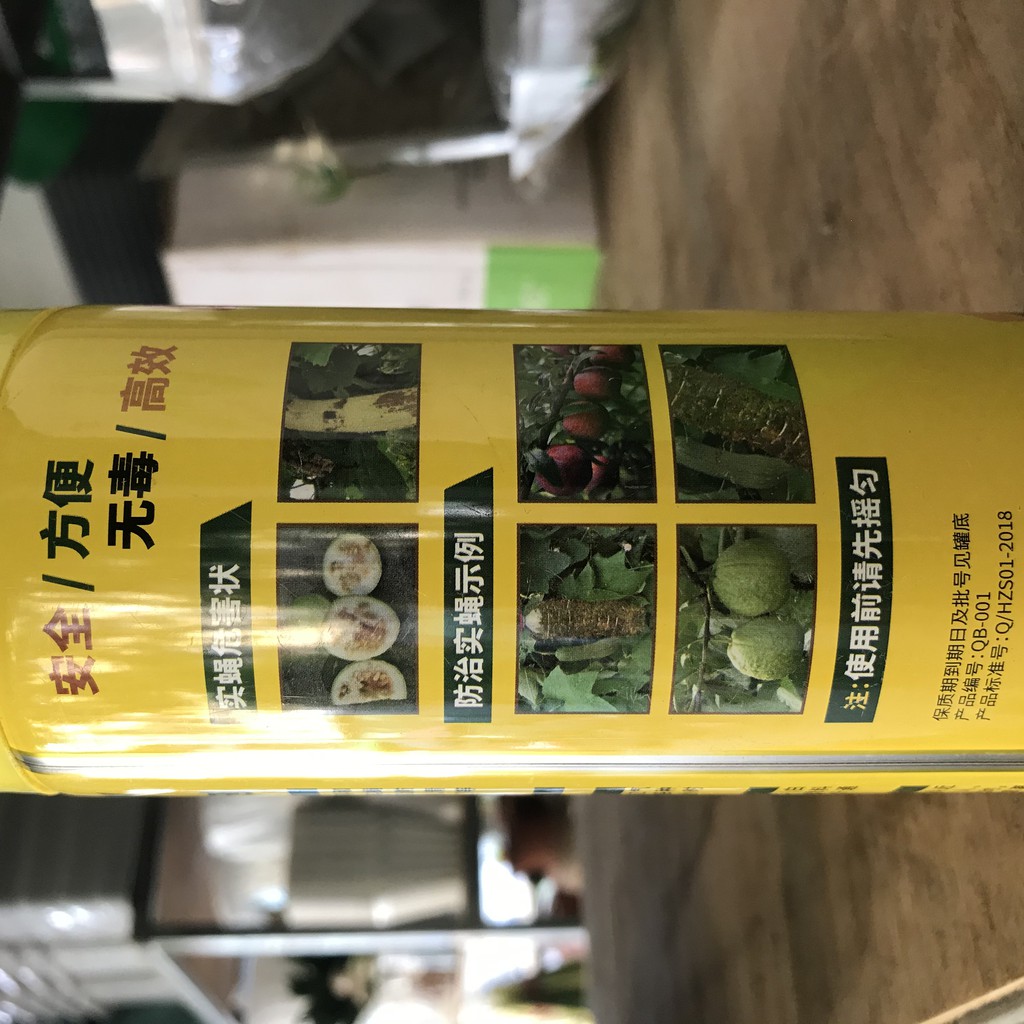 安全/方便/
无毒/高效
实蝇危害状
防治实蝇示例
注:使用前请先摇匀
保质期到期日及批号见罐底
产品编号:QB-001
产品标准号:Q/HZS01-2018